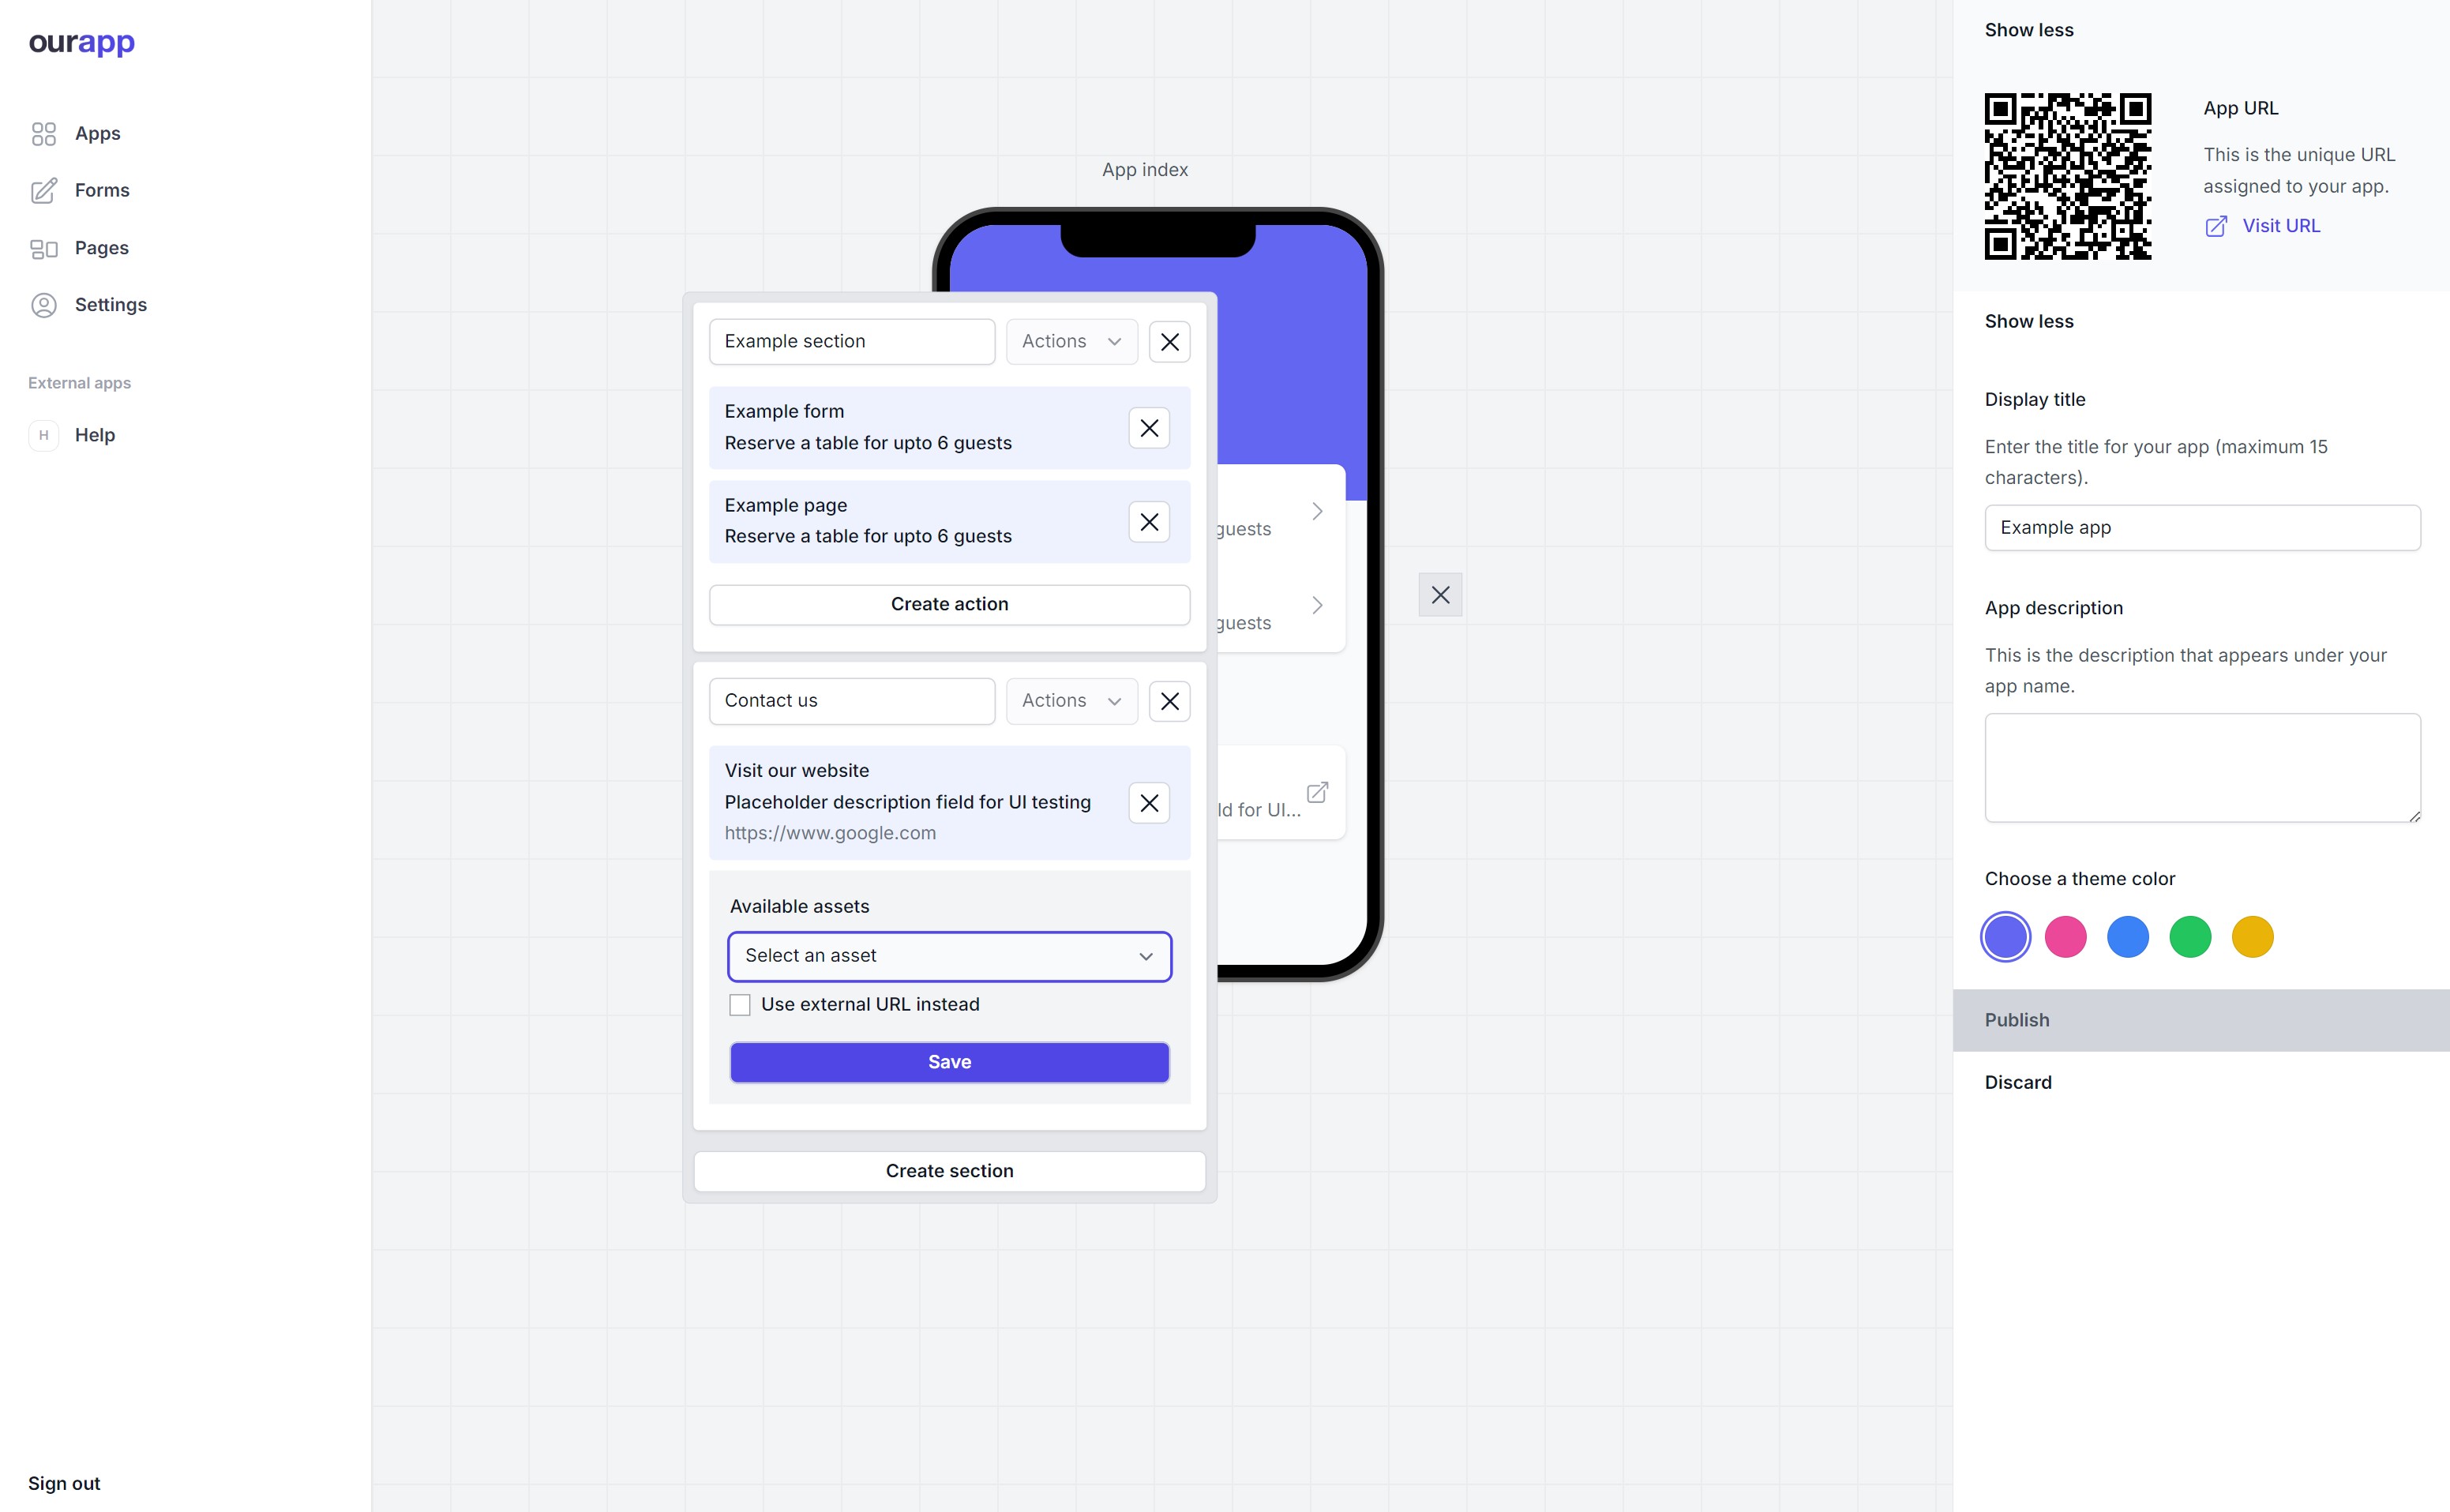 ourapp
Apps
Forms
Pages
Settings
External apps
H Help
Sign out
App index
Example section
Actions
Example form
Reserve a table for upto 6 guests
Example page
Reserve a table for upto 6 guests
Create action
Contact us
Actions
Visit our website
Placeholder description field for UI testing
https://www.google.com
Available assets
Select an asset
Use external URL instead
Save
Create section
guests
guests
ld for UI...
Show less
App URL
This is the unique URL
assigned to your app.
Visit URL
Show less
Display title
Enter the title for your app (maximum 15
characters).
Example app
App description
This is the description that appears under your
app name.
Choose a theme color
Publish
Discard